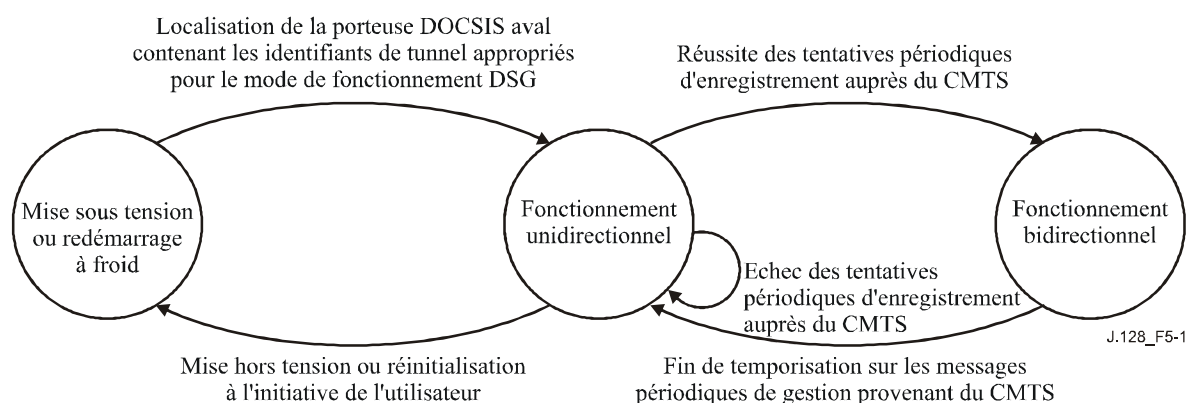 Localisation de la porteuse DOCSIS aval
contenant les identifiants de tunnel appropriés
pour le mode de fonctionnement DSG
Réussite des tentatives périodiques
d'enregistrement auprès du CMTS
Mise sous tension
ou redémarrage
à froid
Fonctionnement
unidirectionnel
Fonctionnement
bidirectionnel
Echec des tentatives
périodiques d'enregistrement
auprès du CMTS
J.128_F5-1
Mise hors tension ou réinitialisation
à l'initiative de l'utilisateur
Fin de temporisation sur les messages
périodiques de gestion provenant du CMTS